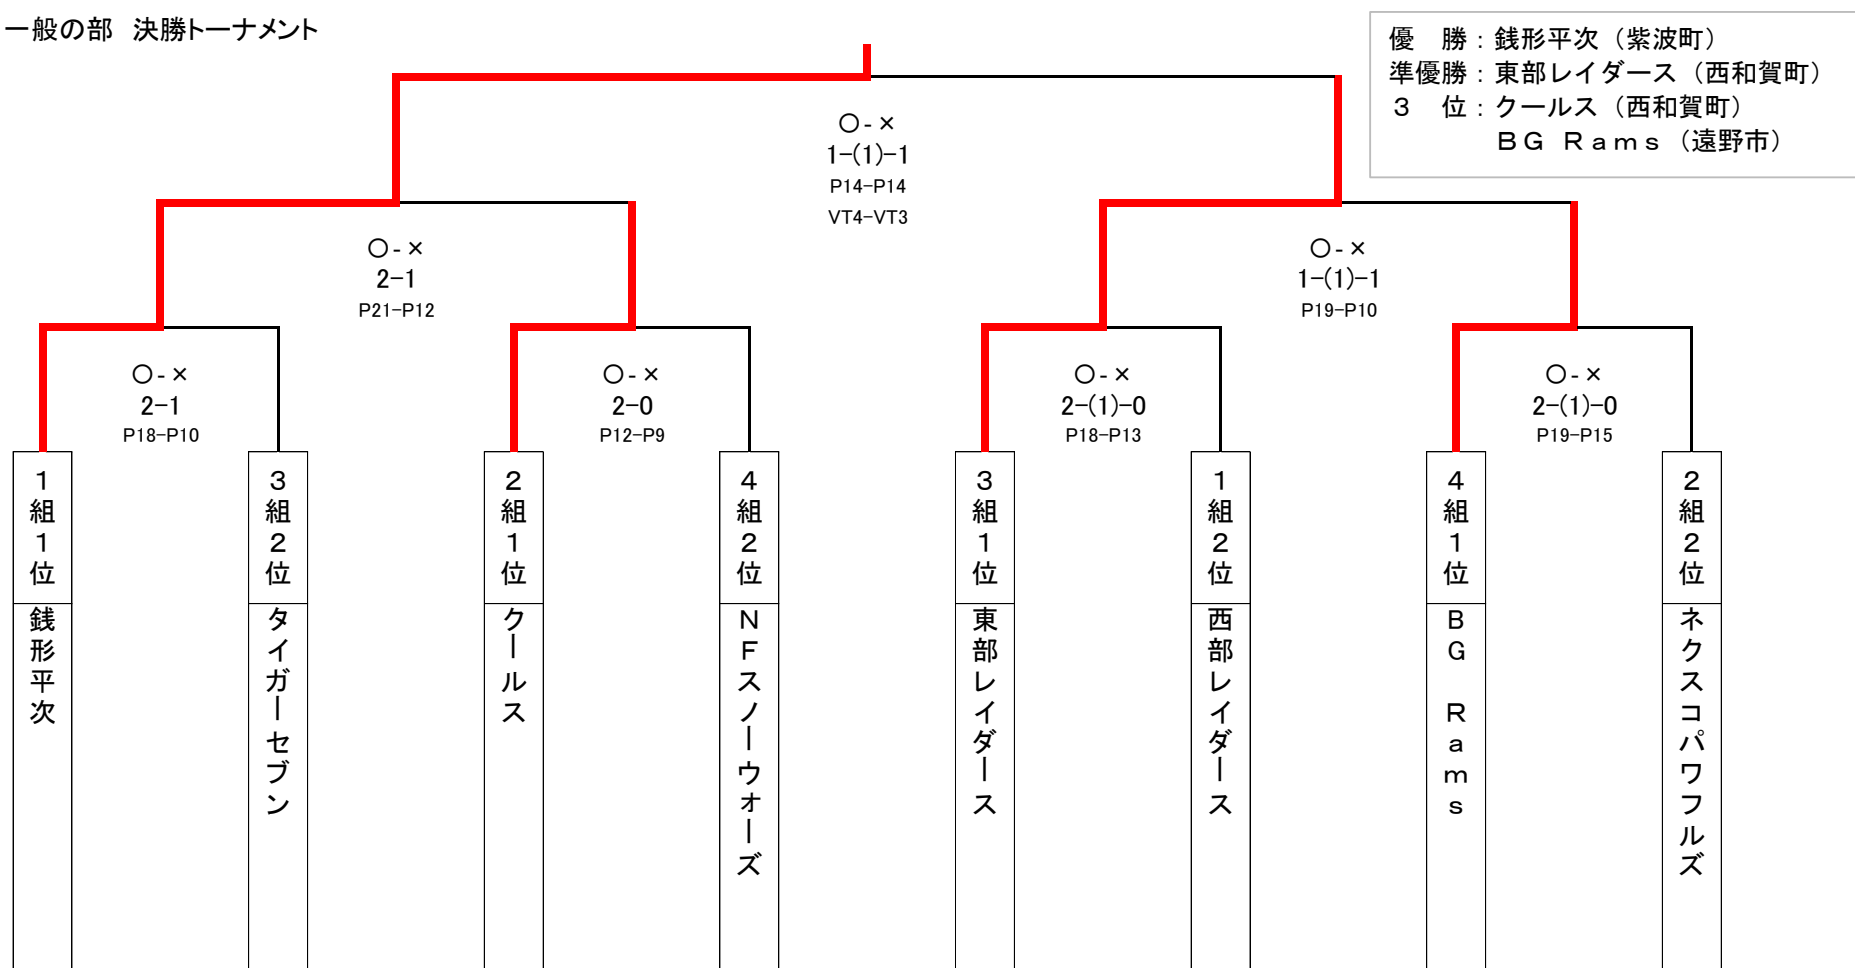 一般の部 決勝トーナメント
優 勝：銭形平次（紫波町）
準優勝：東部レイダース（西和賀町）
３ 位：クールス（西和賀町）
ＢＧ Ｒａｍｓ（遠野市）
○-×
1-(1)-1
P14-P14
VT4-VT3
○-×
2-1
P21-P12
○-×
1-(1)-1
P19-P10
○-×
2-1
P18-P10
○-×
2-0
P12-P9
○-×
2-(1)-0
P18-P13
○-×
2-(1)-0
P19-P15
１組１位
銭形平次
３組２位
タイガーセブン
２組１位
クールス
４組２位
ＮＦスノーウォーズ
３組１位
東部レイダース
１組２位
西部レイダース
４組１位
ＢＧ Ｒａｍｓ
２組２位
ネクスコパワフルズ